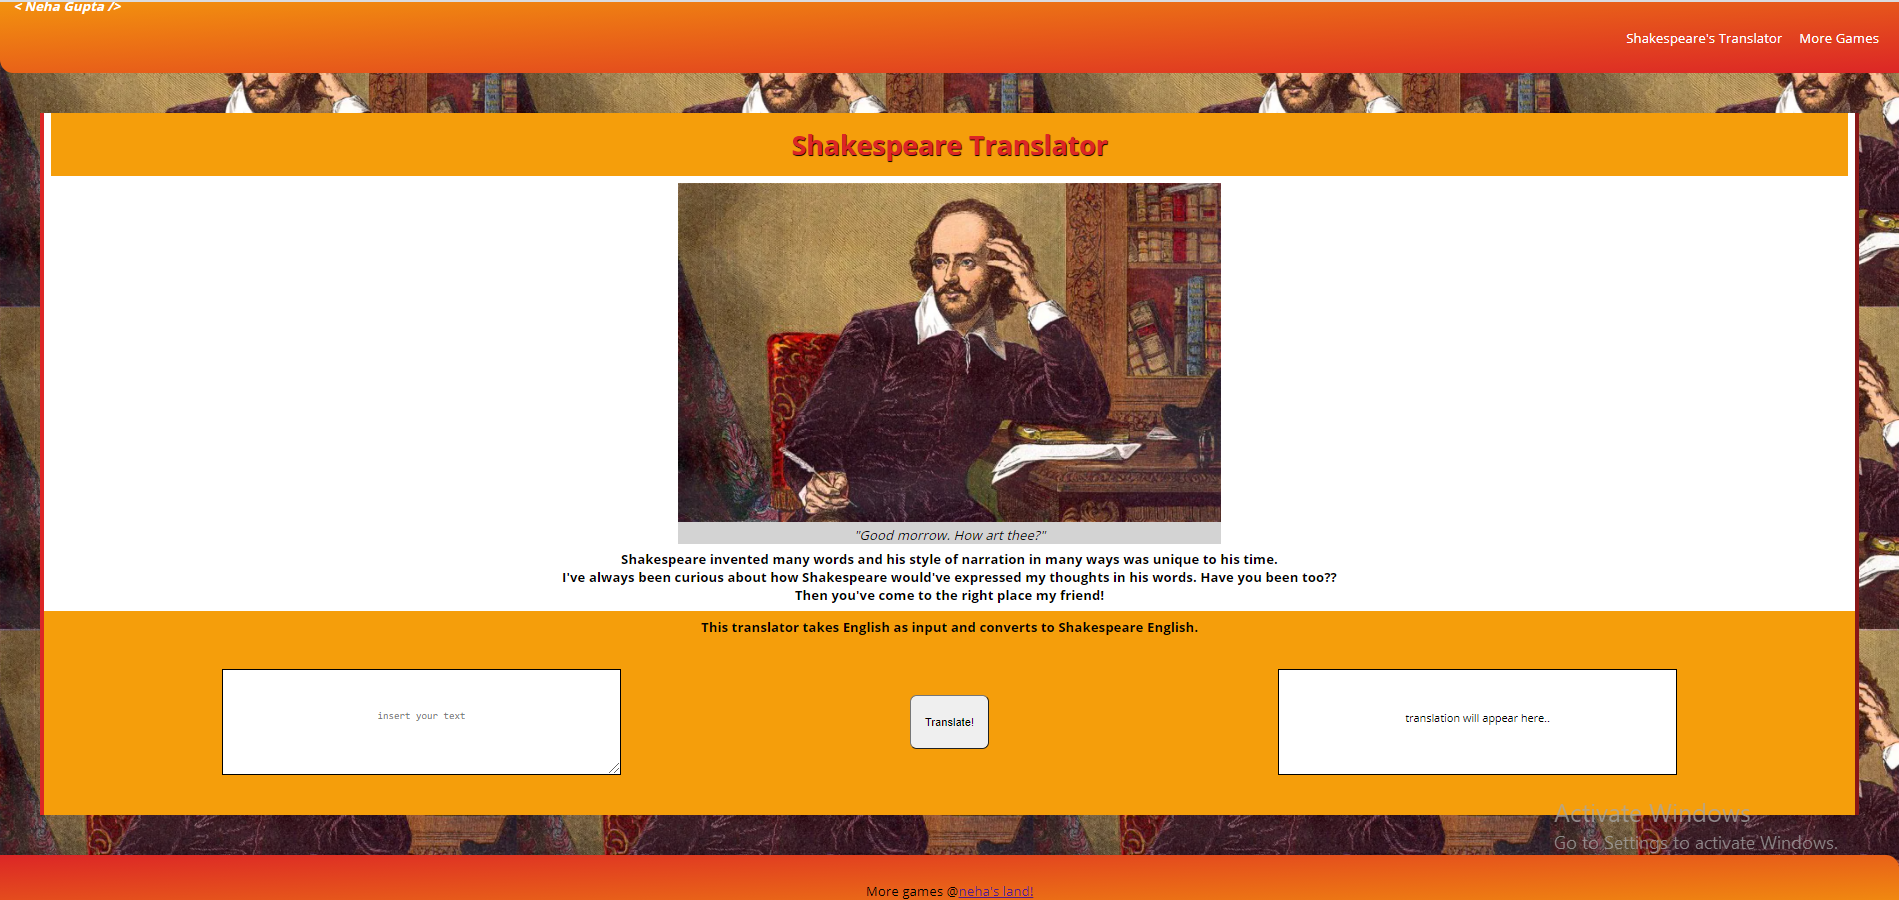 < Neha Gupta />
Shakespeare's Translator More Games
Shakespeare Translator
"Good morrow. How art thee?"
Shakespeare invented many words and his style of narration in many ways was unique to his time.
I've always been curious about how Shakespeare would've expressed my thoughts in his words. Have you been too??
Then you've come to the right place my friend!
This translator takes English as input and converts to Shakespeare English.
insert your text
Translate!
translation will appear here..
Activate Windows
Go to Settings to activate Windows.
More games @neha's land!